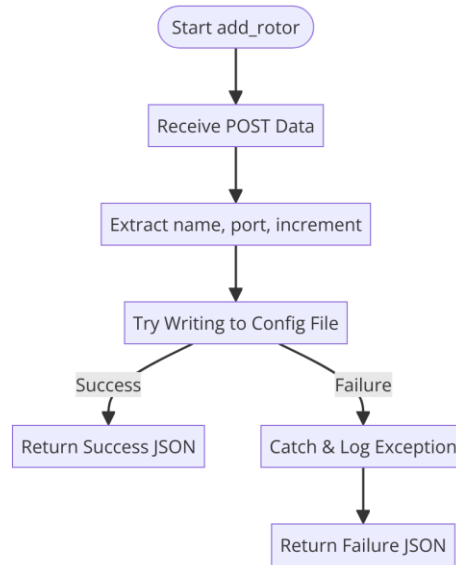 Start add_rotor
Receive POST Data
Extract name, port, increment
Try Writing to Config File
Success
Failure
Return Success JSON
Catch & Log Exception
Return Failure JSON